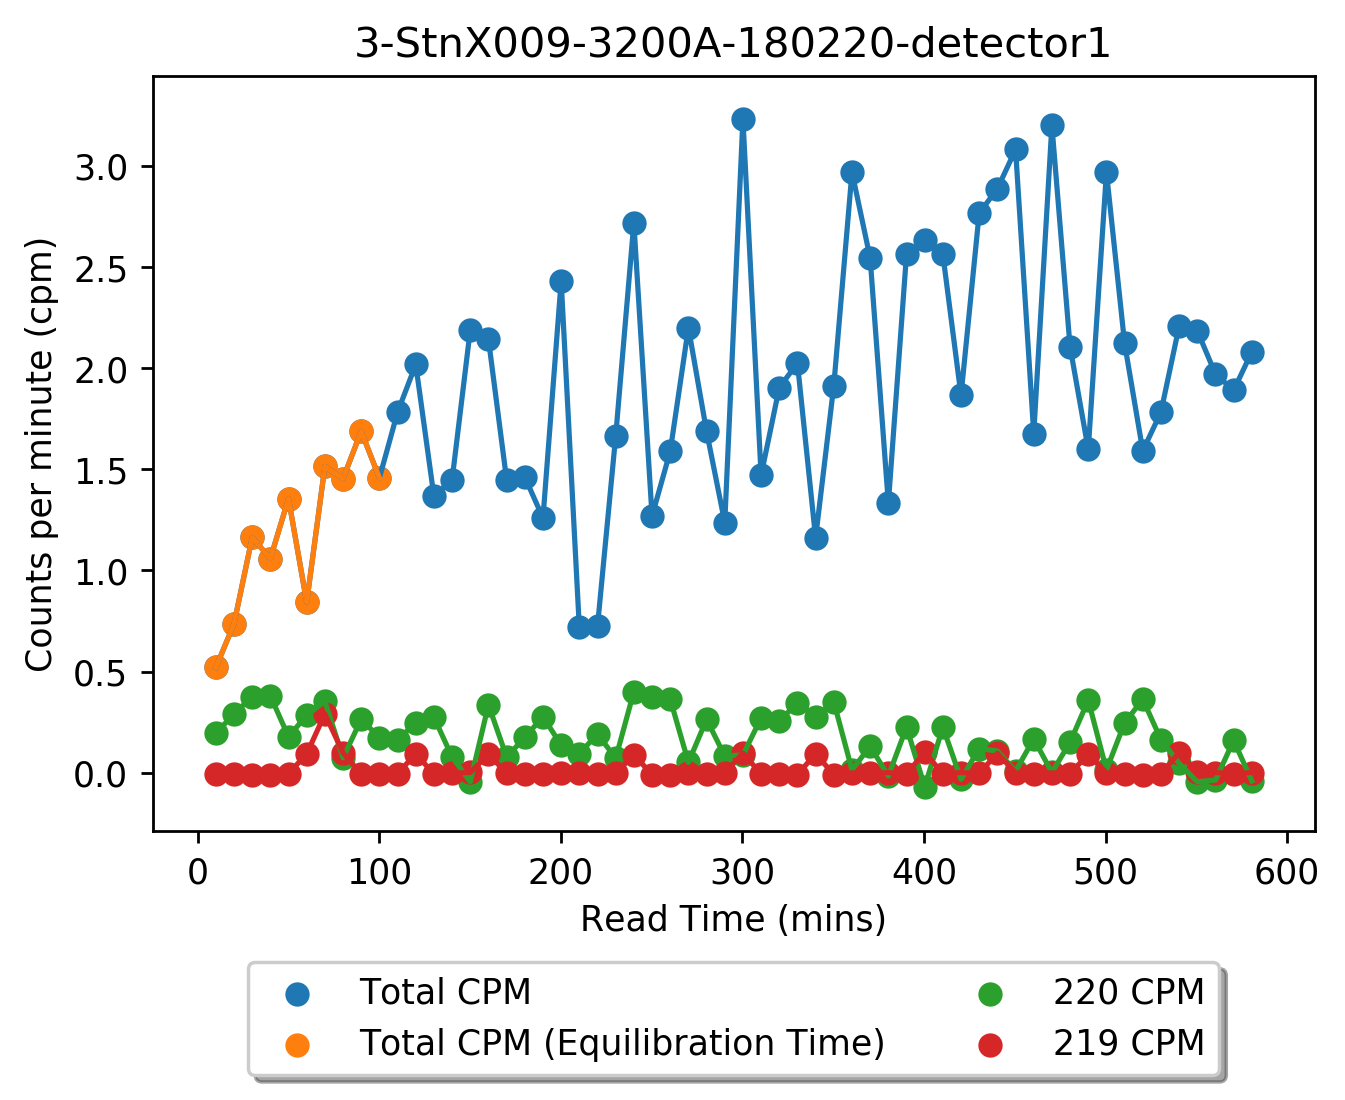 3-StnX009-3200A-180220-detector1
Counts per minute (cpm)
3.0
2.5
2.0
1.5
1.0
0.5
0.0
0 100 200 300 400 500 600
Read Time (mins)
Total CPM
Total CPM (Equilibration Time)
220 CPM
219 CPM